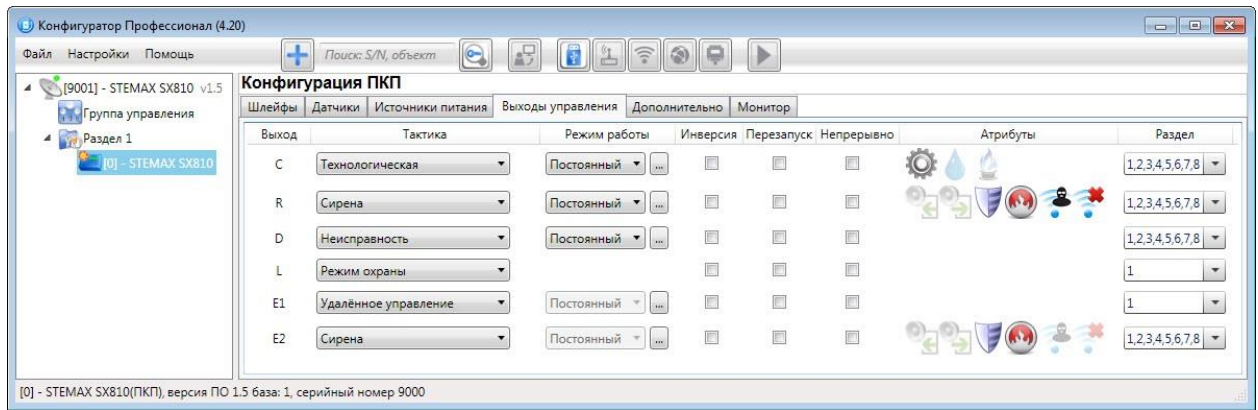 Конфигуратор Профессионал (4.20)
Файл Настройки Помощь Поиск: S/N, объект
[9001] - STEMAX SX810 v1.5
Группа управления
Раздел 1
[0] - STEMAX SX810
Конфигурация ПКП
Шлейфы Датчики Источники питания Выходы управления Дополнительно Монитор
Выход Тактика Режим работы Инверсия Перезапуск Непрерывно Атрибуты Раздел
C Технологическая Постоянный ... 1,2,3,4,5,6,7,8
R Сирена Постоянный ... 1,2,3,4,5,6,7,8
D Неисправность Постоянный ... 1,2,3,4,5,6,7,8
L Режим охраны 1
E1 Удалённое управление Постоянный ... 1
E2 Сирена Постоянный ... 1,2,3,4,5,6,7,8
[0] - STEMAX SX810(ПКП), версия ПО 1.5 база: 1, серийный номер 9000